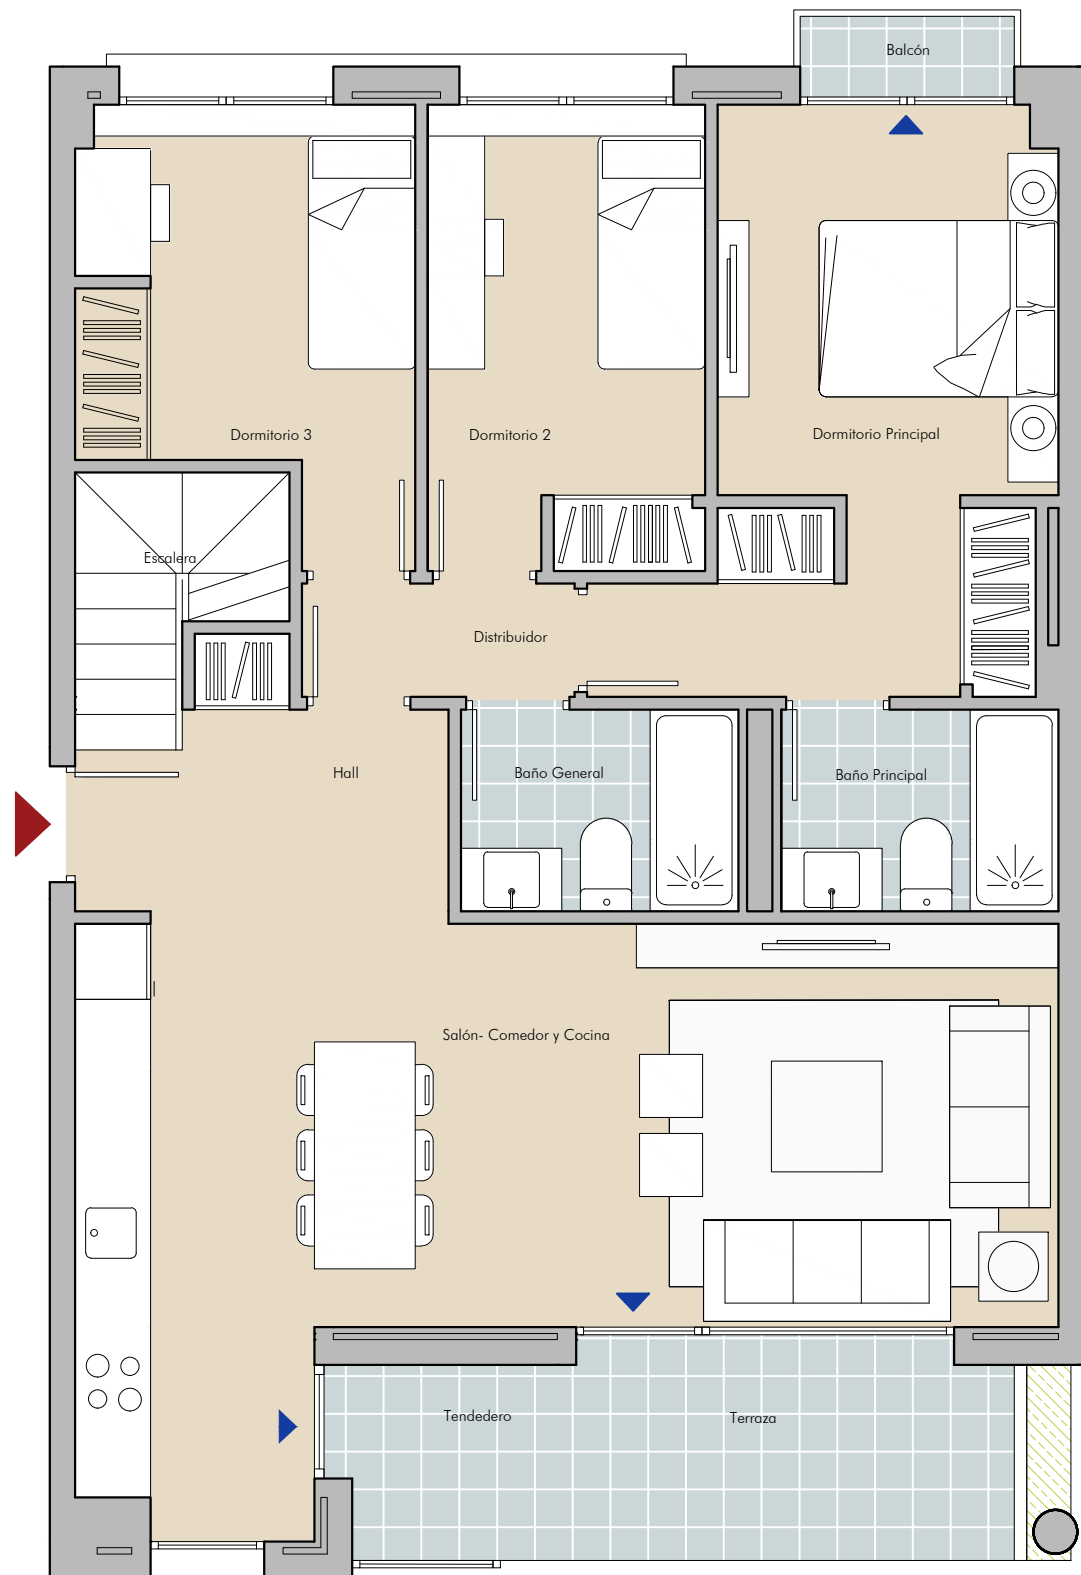 Balcón
Dormitorio 3
Dormitorio 2
Dormitorio Principal
Escalera
Distribuidor
Hall
Baño General
Baño Principal
Salón- Comedor y Cocina
Tendedero
Terraza